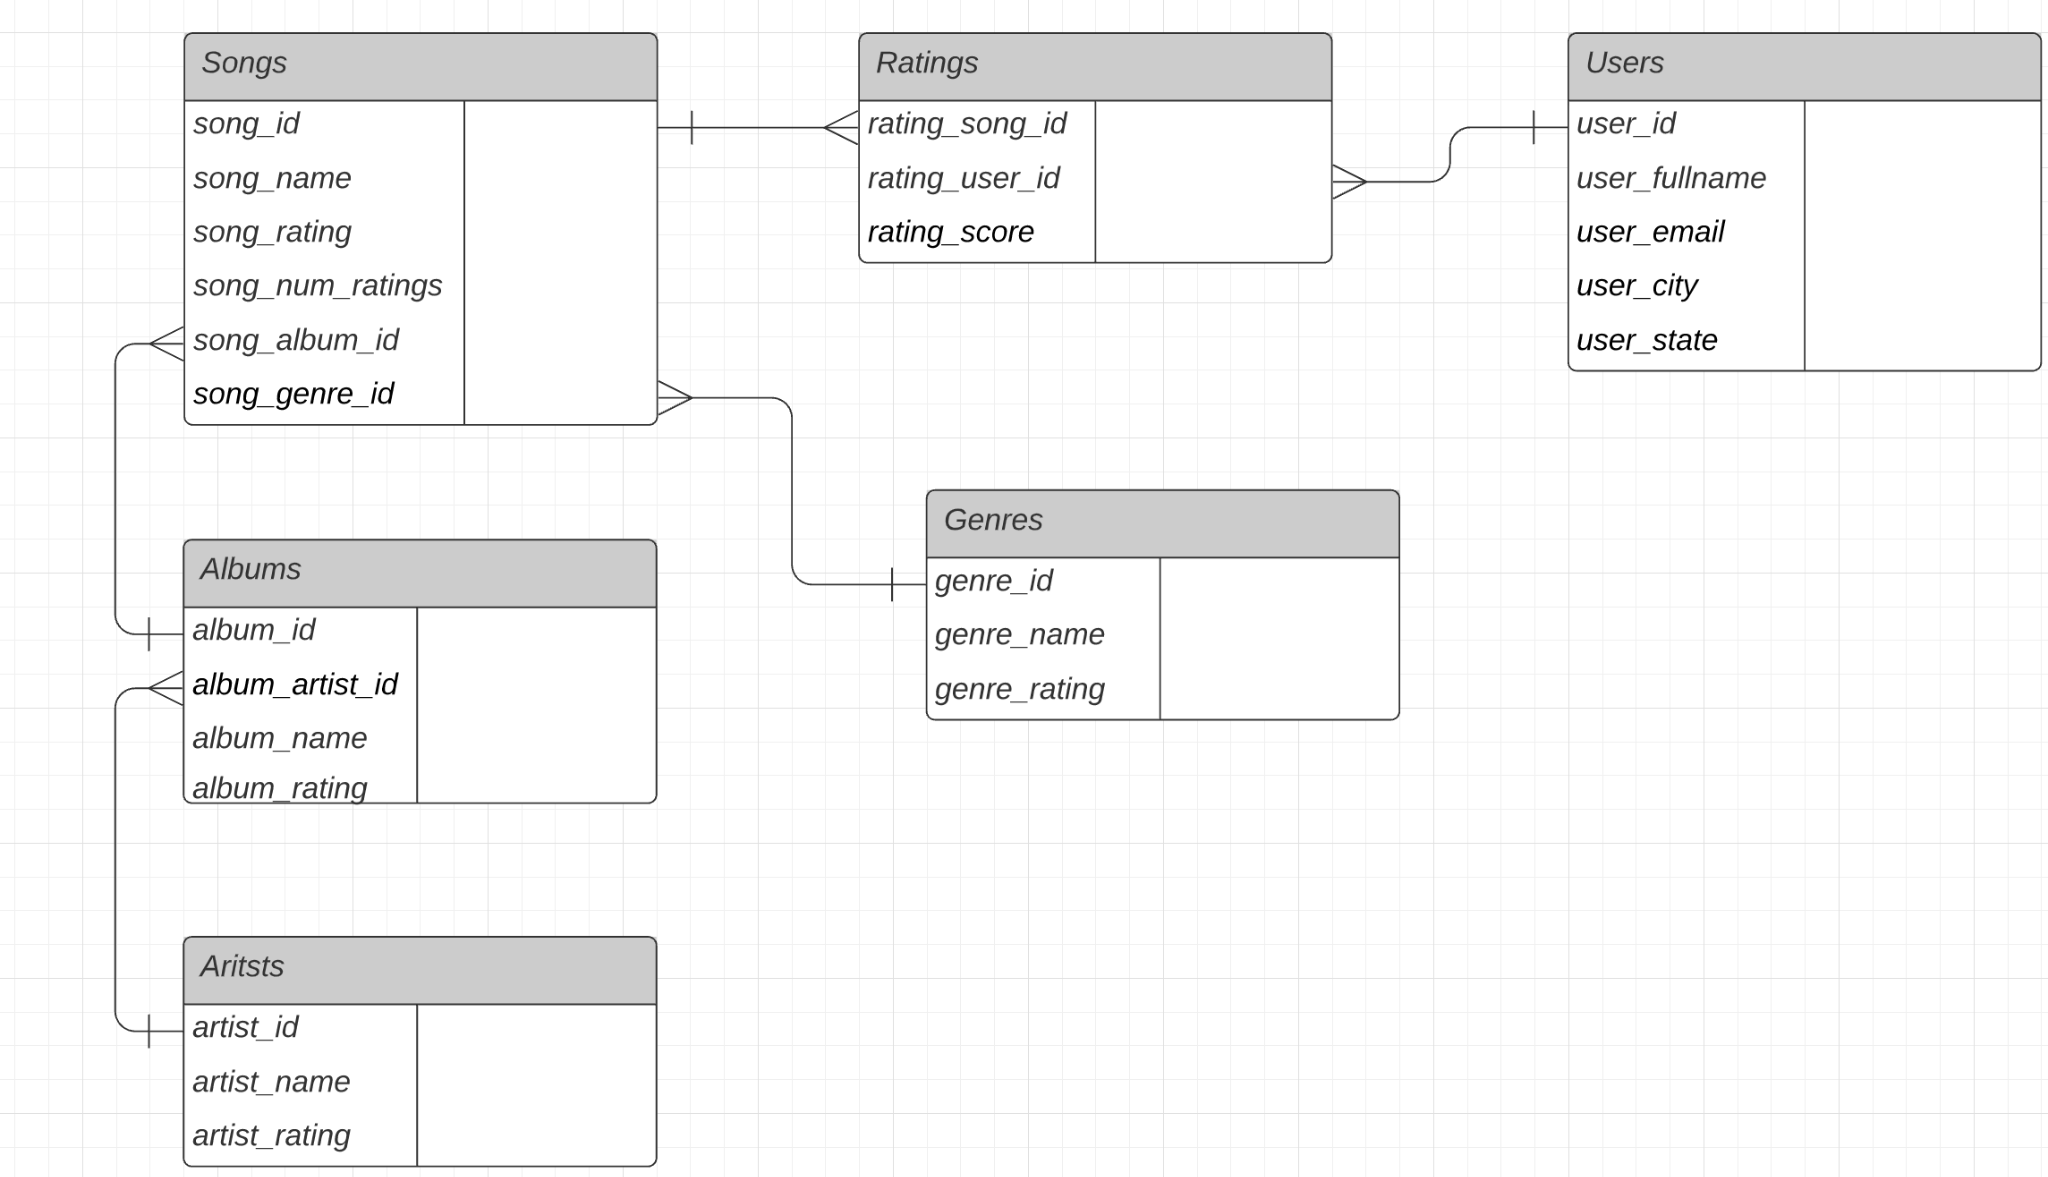 Songs
song_id
song_name
song_rating
song_num_ratings
song_album_id
song_genre_id
Ratings
rating_song_id
rating_user_id
rating_score
Users
user_id
user_fullname
user_email
user_city
user_state
Genres
genre_id
genre_name
genre_rating
Albums
album_id
album_artist_id
album_name
album_rating
Aritsts
artist_id
artist_name
artist_rating